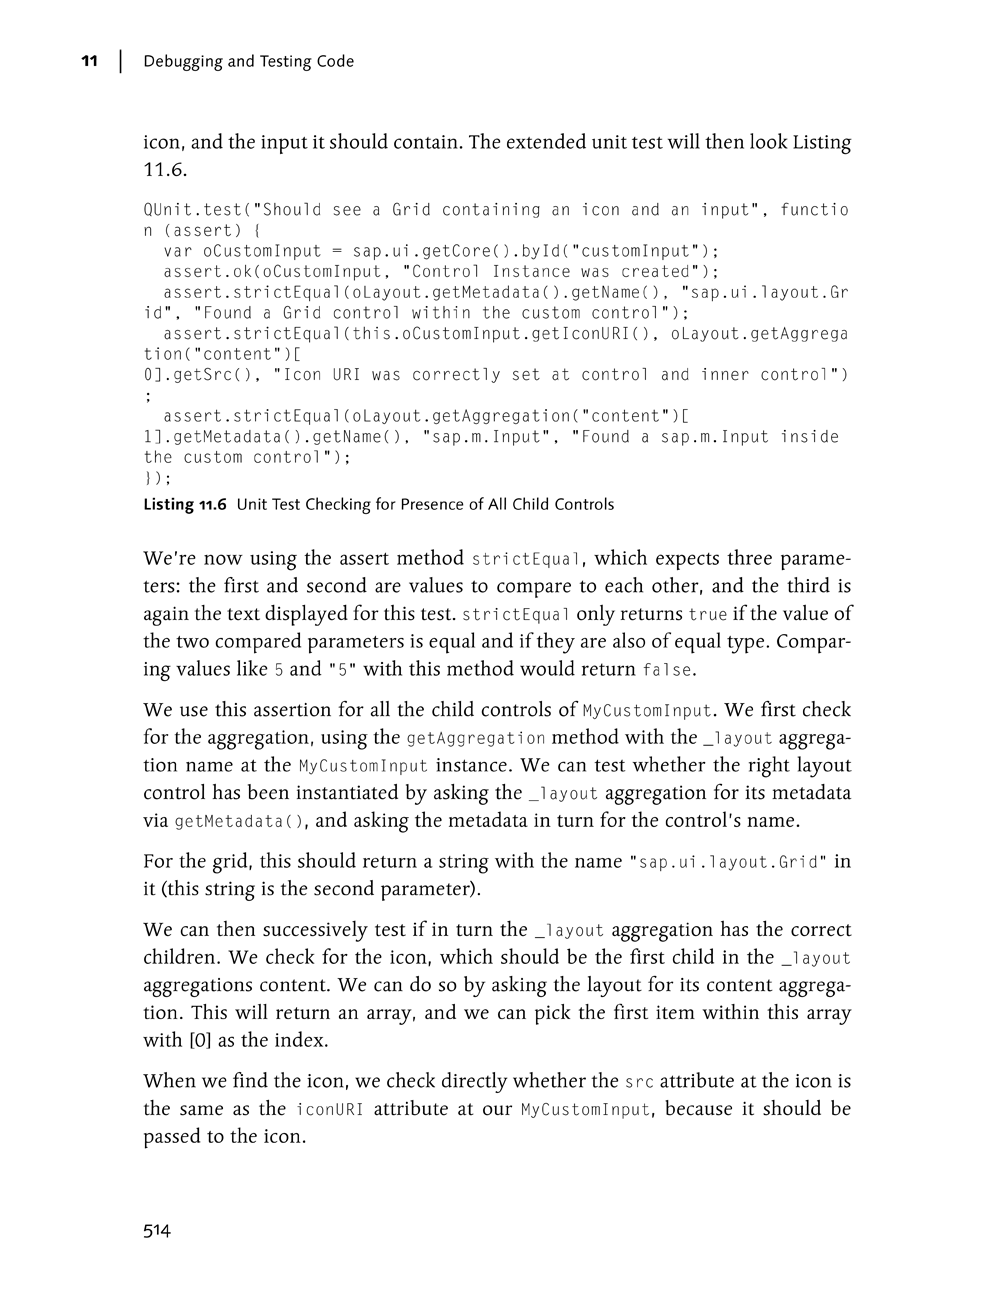 11 | Debugging and Testing Code
icon, and the input it should contain. The extended unit test will then look Listing
11.6.
QUnit.test("Should see a Grid containing an icon and an input", functio
n (assert) {
  var oCustomInput = sap.ui.getCore().byId("customInput");
  assert.ok(oCustomInput, "Control Instance was created");
  assert.strictEqual(oLayout.getMetadata().getName(), "sap.ui.layout.Gr
id", "Found a Grid control within the custom control");
  assert.strictEqual(this.oCustomInput.getIconURI(), oLayout.getAggrega
tion("content")[
0].getSrc(), "Icon URI was correctly set at control and inner control")
;
  assert.strictEqual(oLayout.getAggregation("content")[
1].getMetadata().getName(), "sap.m.Input", "Found a sap.m.Input inside
the custom control");
});
Listing 11.6 Unit Test Checking for Presence of All Child Controls
We're now using the assert method strictEqual, which expects three parame-
ters: the first and second are values to compare to each other, and the third is
again the text displayed for this test. strictEqual only returns true if the value of
the two compared parameters is equal and if they are also of equal type. Compar-
ing values like 5 and "5" with this method would return false.
We use this assertion for all the child controls of MyCustomInput. We first check
for the aggregation, using the getAggregation method with the _layout aggrega-
tion name at the MyCustomInput instance. We can test whether the right layout
control has been instantiated by asking the _layout aggregation for its metadata
via getMetadata(), and asking the metadata in turn for the control's name.
For the grid, this should return a string with the name "sap.ui.layout.Grid" in
it (this string is the second parameter).
We can then successively test if in turn the _layout aggregation has the correct
children. We check for the icon, which should be the first child in the _layout
aggregations content. We can do so by asking the layout for its content aggrega-
tion. This will return an array, and we can pick the first item within this array
with [0] as the index.
When we find the icon, we check directly whether the src attribute at the icon is
the same as the iconURI attribute at our MyCustomInput, because it should be
passed to the icon.
514